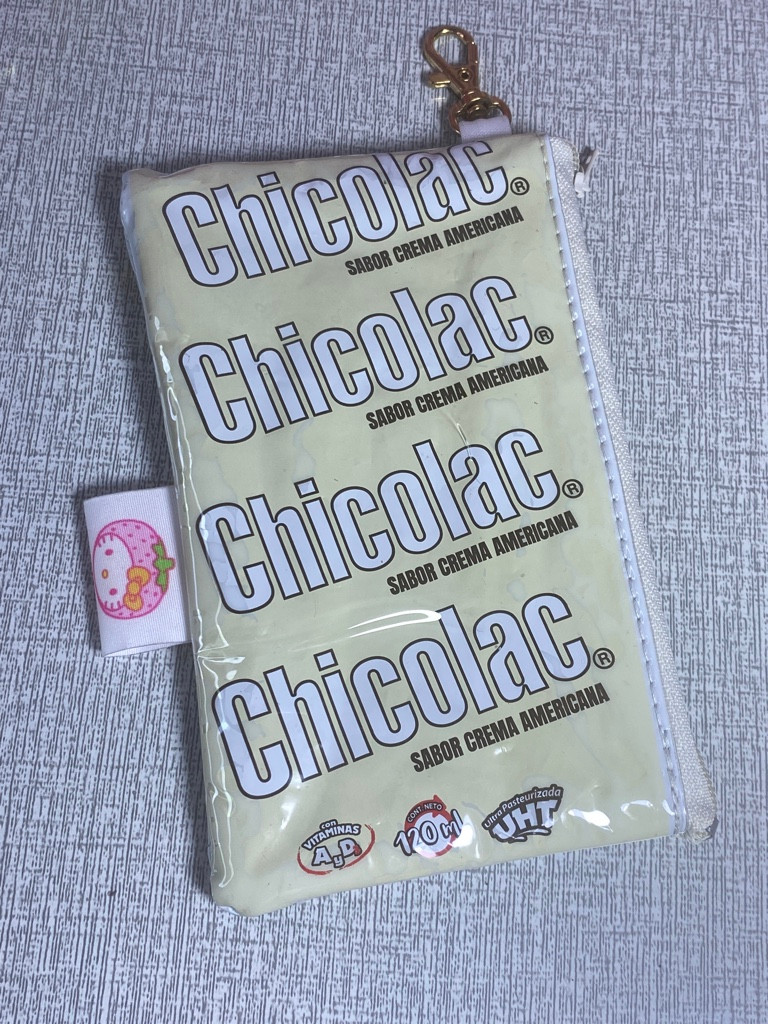 Chicolac®
SABOR CREMA AMERICANA
Chicolac®
SABOR CREMA AMERICANA
Chicolac®
SABOR CREMA AMERICANA
Chicolac®
SABOR CREMA AMERICANA
con
VITAMINAS
A y D3
CONT. NETO
120 ml
Ultra Pasteurizada
UHT